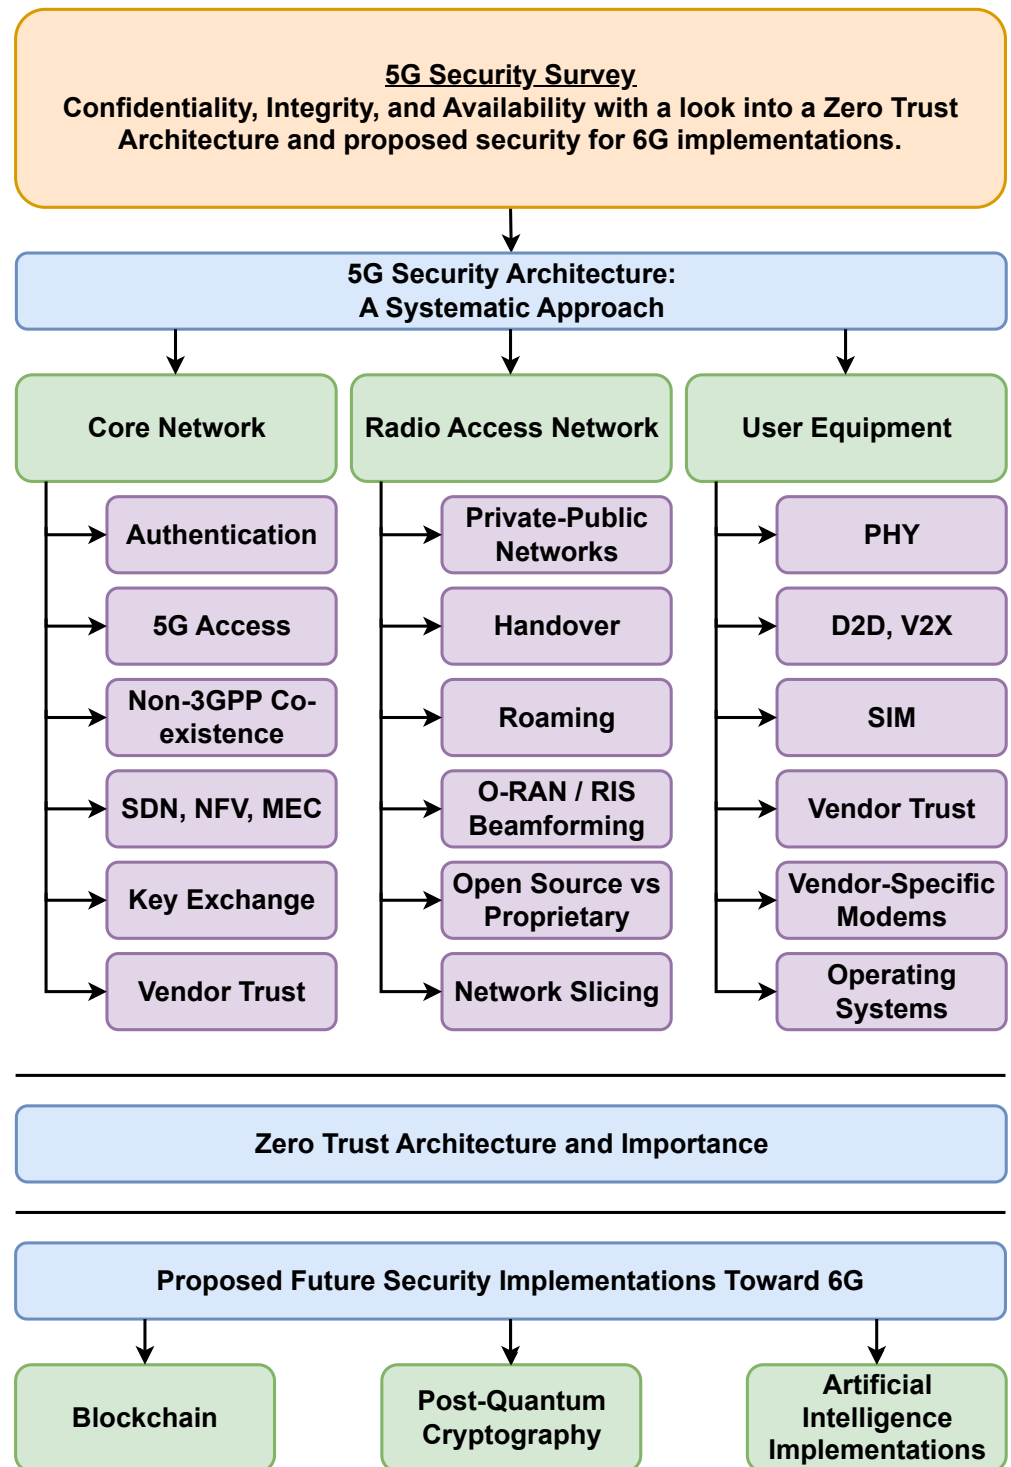 5G Security Survey
Confidentiality, Integrity, and Availability with a look into a Zero Trust
Architecture and proposed security for 6G implementations.
5G Security Architecture:
A Systematic Approach
Core Network
Radio Access Network
User Equipment
Authentication
5G Access
Non-3GPP Co-
existence
SDN, NFV, MEC
Key Exchange
Vendor Trust
Private-Public
Networks
Handover
Roaming
O-RAN / RIS
Beamforming
Open Source vs
Proprietary
Network Slicing
PHY
D2D, V2X
SIM
Vendor Trust
Vendor-Specific
Modems
Operating
Systems
Zero Trust Architecture and Importance
Proposed Future Security Implementations Toward 6G
Blockchain
Post-Quantum
Cryptography
Artificial
Intelligence
Implementations